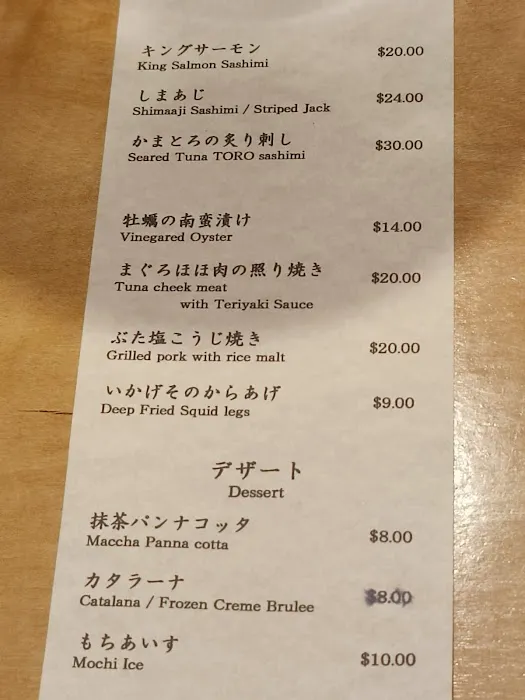 キングサーモン $20.00
King Salmon Sashimi
しまあじ $24.00
Shimaaji Sashimi / Striped Jack
かまとろの炙り刺し $30.00
Seared Tuna TORO sashimi
牡蠣の南蛮漬け $14.00
Vinegared Oyster
まぐろほほ肉の照り焼き $20.00
Tuna cheek meat
with Teriyaki Sauce
ぶた塩こうじ焼き $20.00
Grilled pork with rice malt
いかげそのからあげ $9.00
Deep Fried Squid legs
デザート
Dessert
抹茶パンナコッタ $8.00
Maccha Panna cotta
カタラーナ $8.00
Catalana / Frozen Creme Brulee
もちあいす $10.00
Mochi Ice